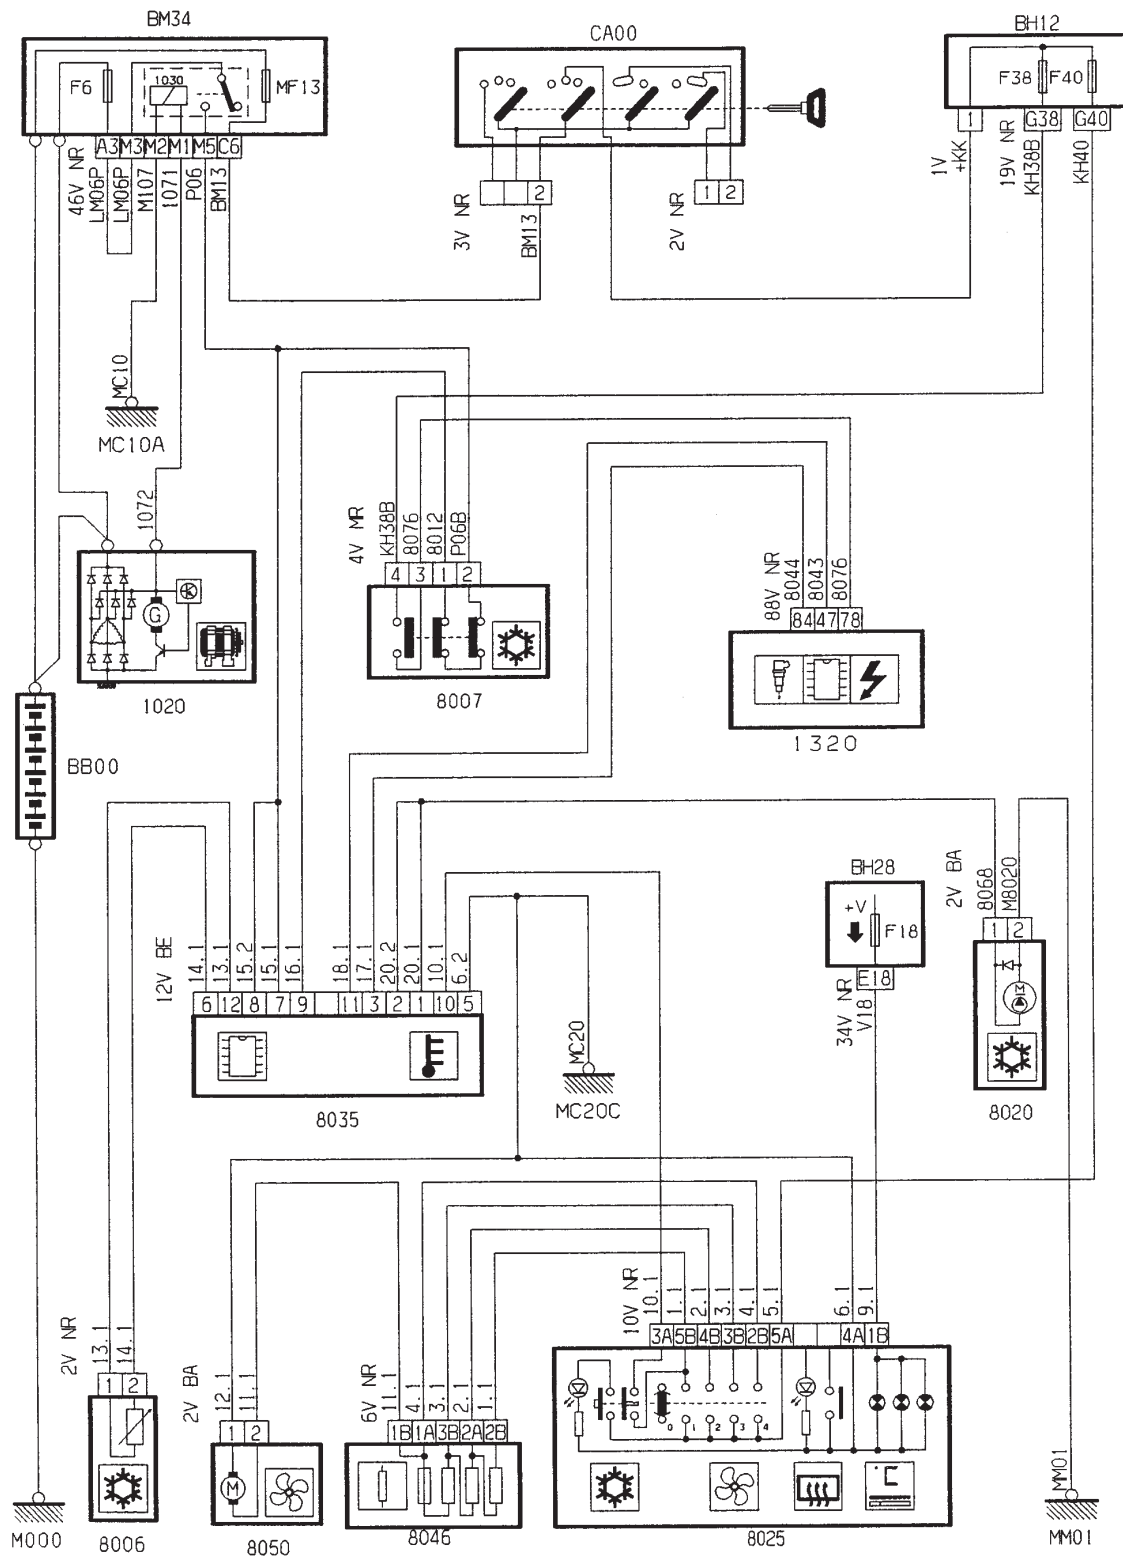 BM34
CA00
BH12
1030
F6
MF13
F38 F40
A3 M3 M2 M1 M5 C6
1 G38 G40
46V NR
LM06P
LM06P
M107
1071
P06
BM13
2
1 2
3V NR
BM13
2V NR
1V
+KK
19V NR
KH38B
KH40
MC10
MC10A
1072
4V MR
KH38B
8076
8012
P06B
4 3 1 2
88V NR
8044
8043
8076
84 47 78
G
1020
8007
1320
BB00
12V BE
14.1
13.1
15.2
15.1
16.1
18.1
17.1
20.2
20.1
10.1
6.2
6 12 8 7 9 11 3 2 1 10 5
8035
MC20
MC20C
BH28
+V
F18
E18
34V NR
V18
2V BA
8068
M8020
1 2
M
8020
2V NR
13.1
14.1
1 2
8006
M000
2V BA
12.1
11.1
1 2
M
8050
6V NR
11.1
4.1
3.1
2.1
1.1
1B 1A 3B 2A 2B
8046
10V NR
10.1
1.1
2.1
3.1
4.1
5.1
6.1
9.1
3A 5B 4B 3B 2B 5A 4A 1B
0 1 2 3 4
°C
8025
MM01
MM01